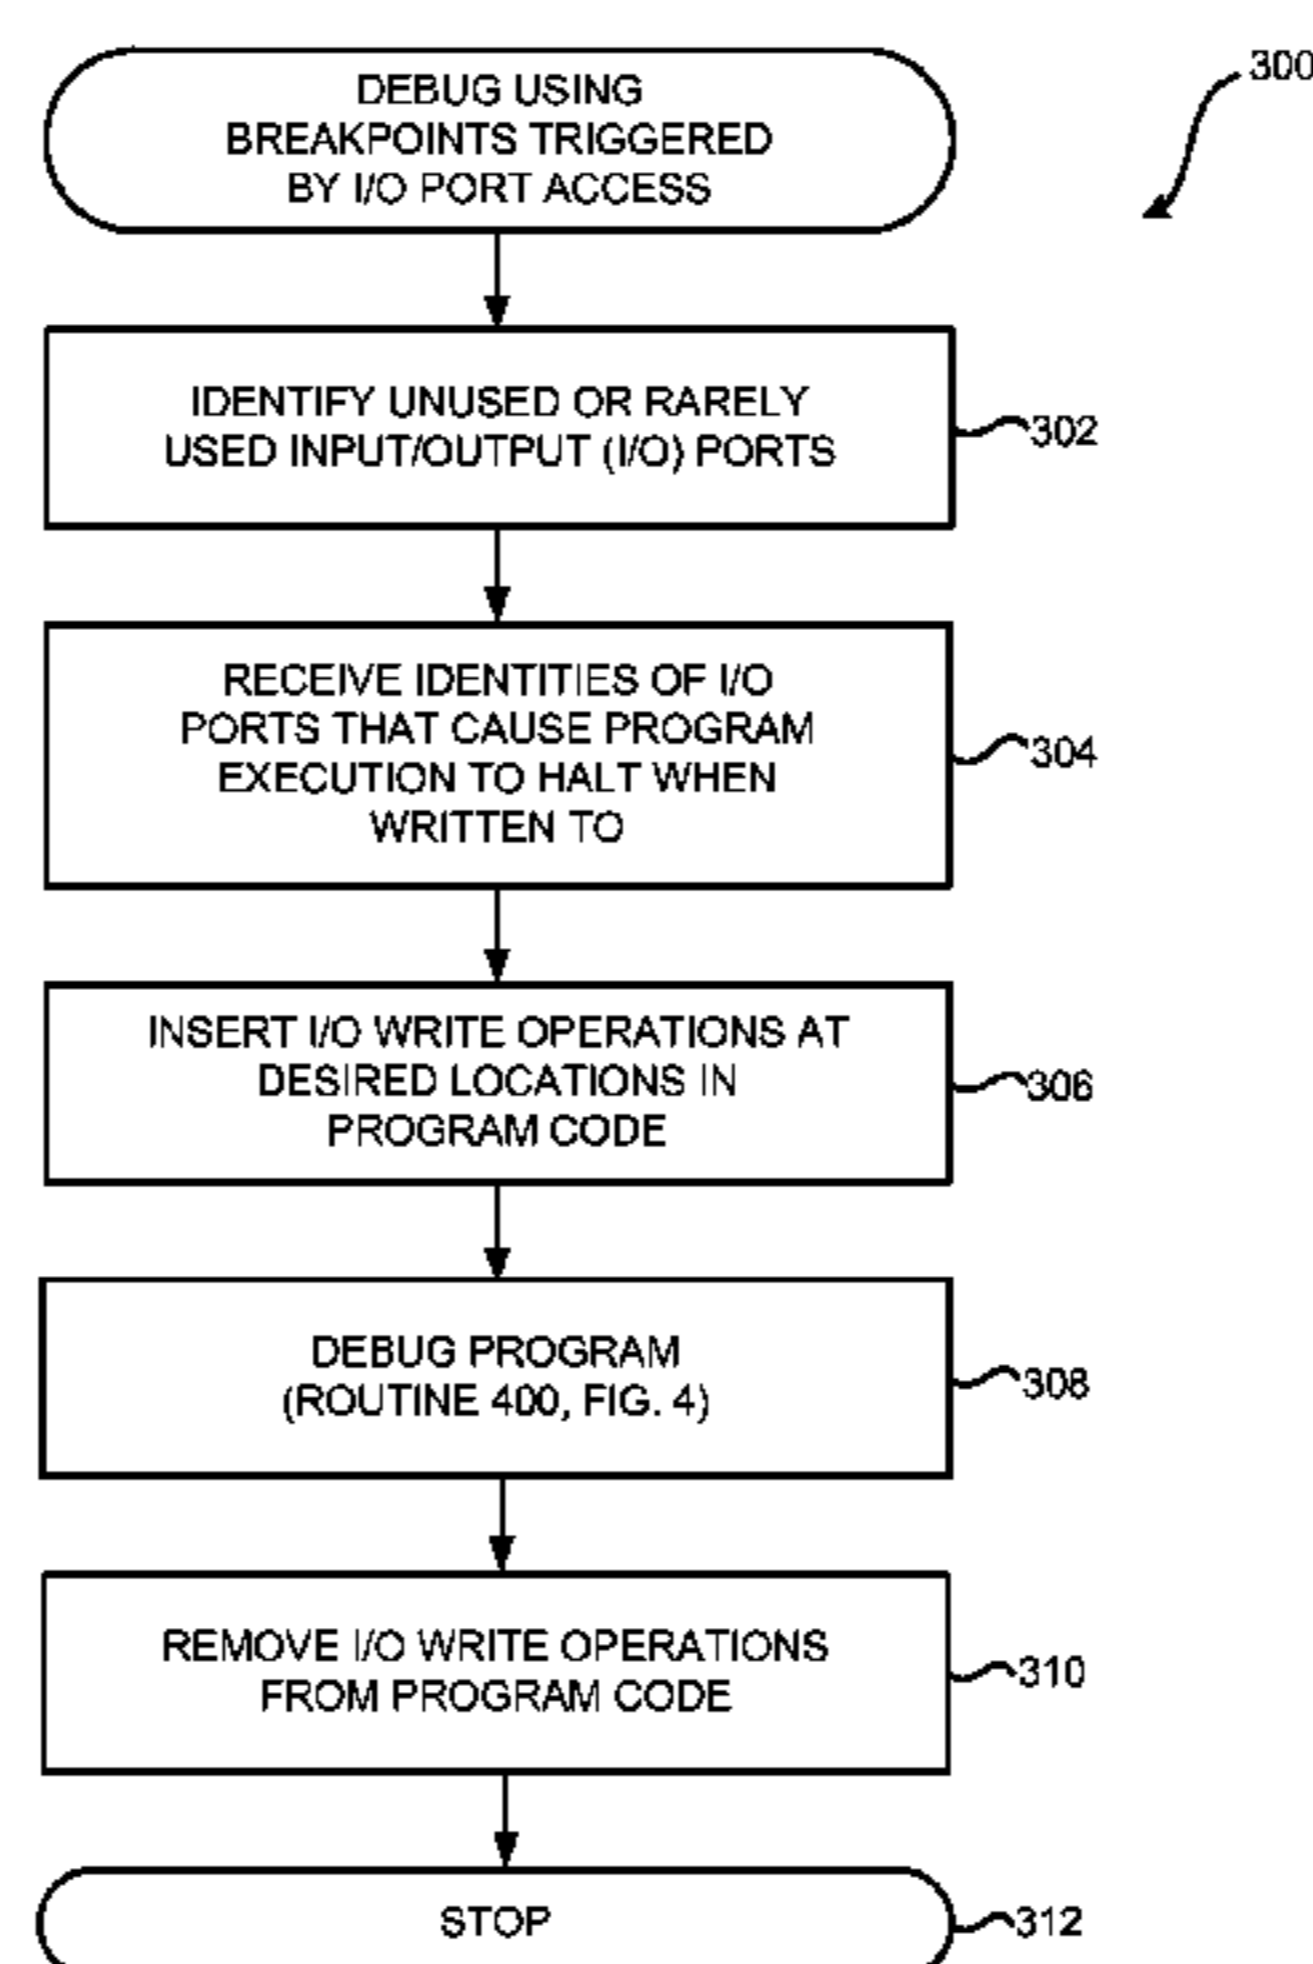 DEBUG USING
BREAKPOINTS TRIGGERED
BY I/O PORT ACCESS
300
IDENTIFY UNUSED OR RARELY
USED INPUT/OUTPUT (I/O) PORTS
302
RECEIVE IDENTITIES OF I/O
PORTS THAT CAUSE PROGRAM
EXECUTION TO HALT WHEN
WRITTEN TO
304
INSERT I/O WRITE OPERATIONS AT
DESIRED LOCATIONS IN
PROGRAM CODE
306
DEBUG PROGRAM
(ROUTINE 400, FIG. 4)
308
REMOVE I/O WRITE OPERATIONS
FROM PROGRAM CODE
310
STOP
312